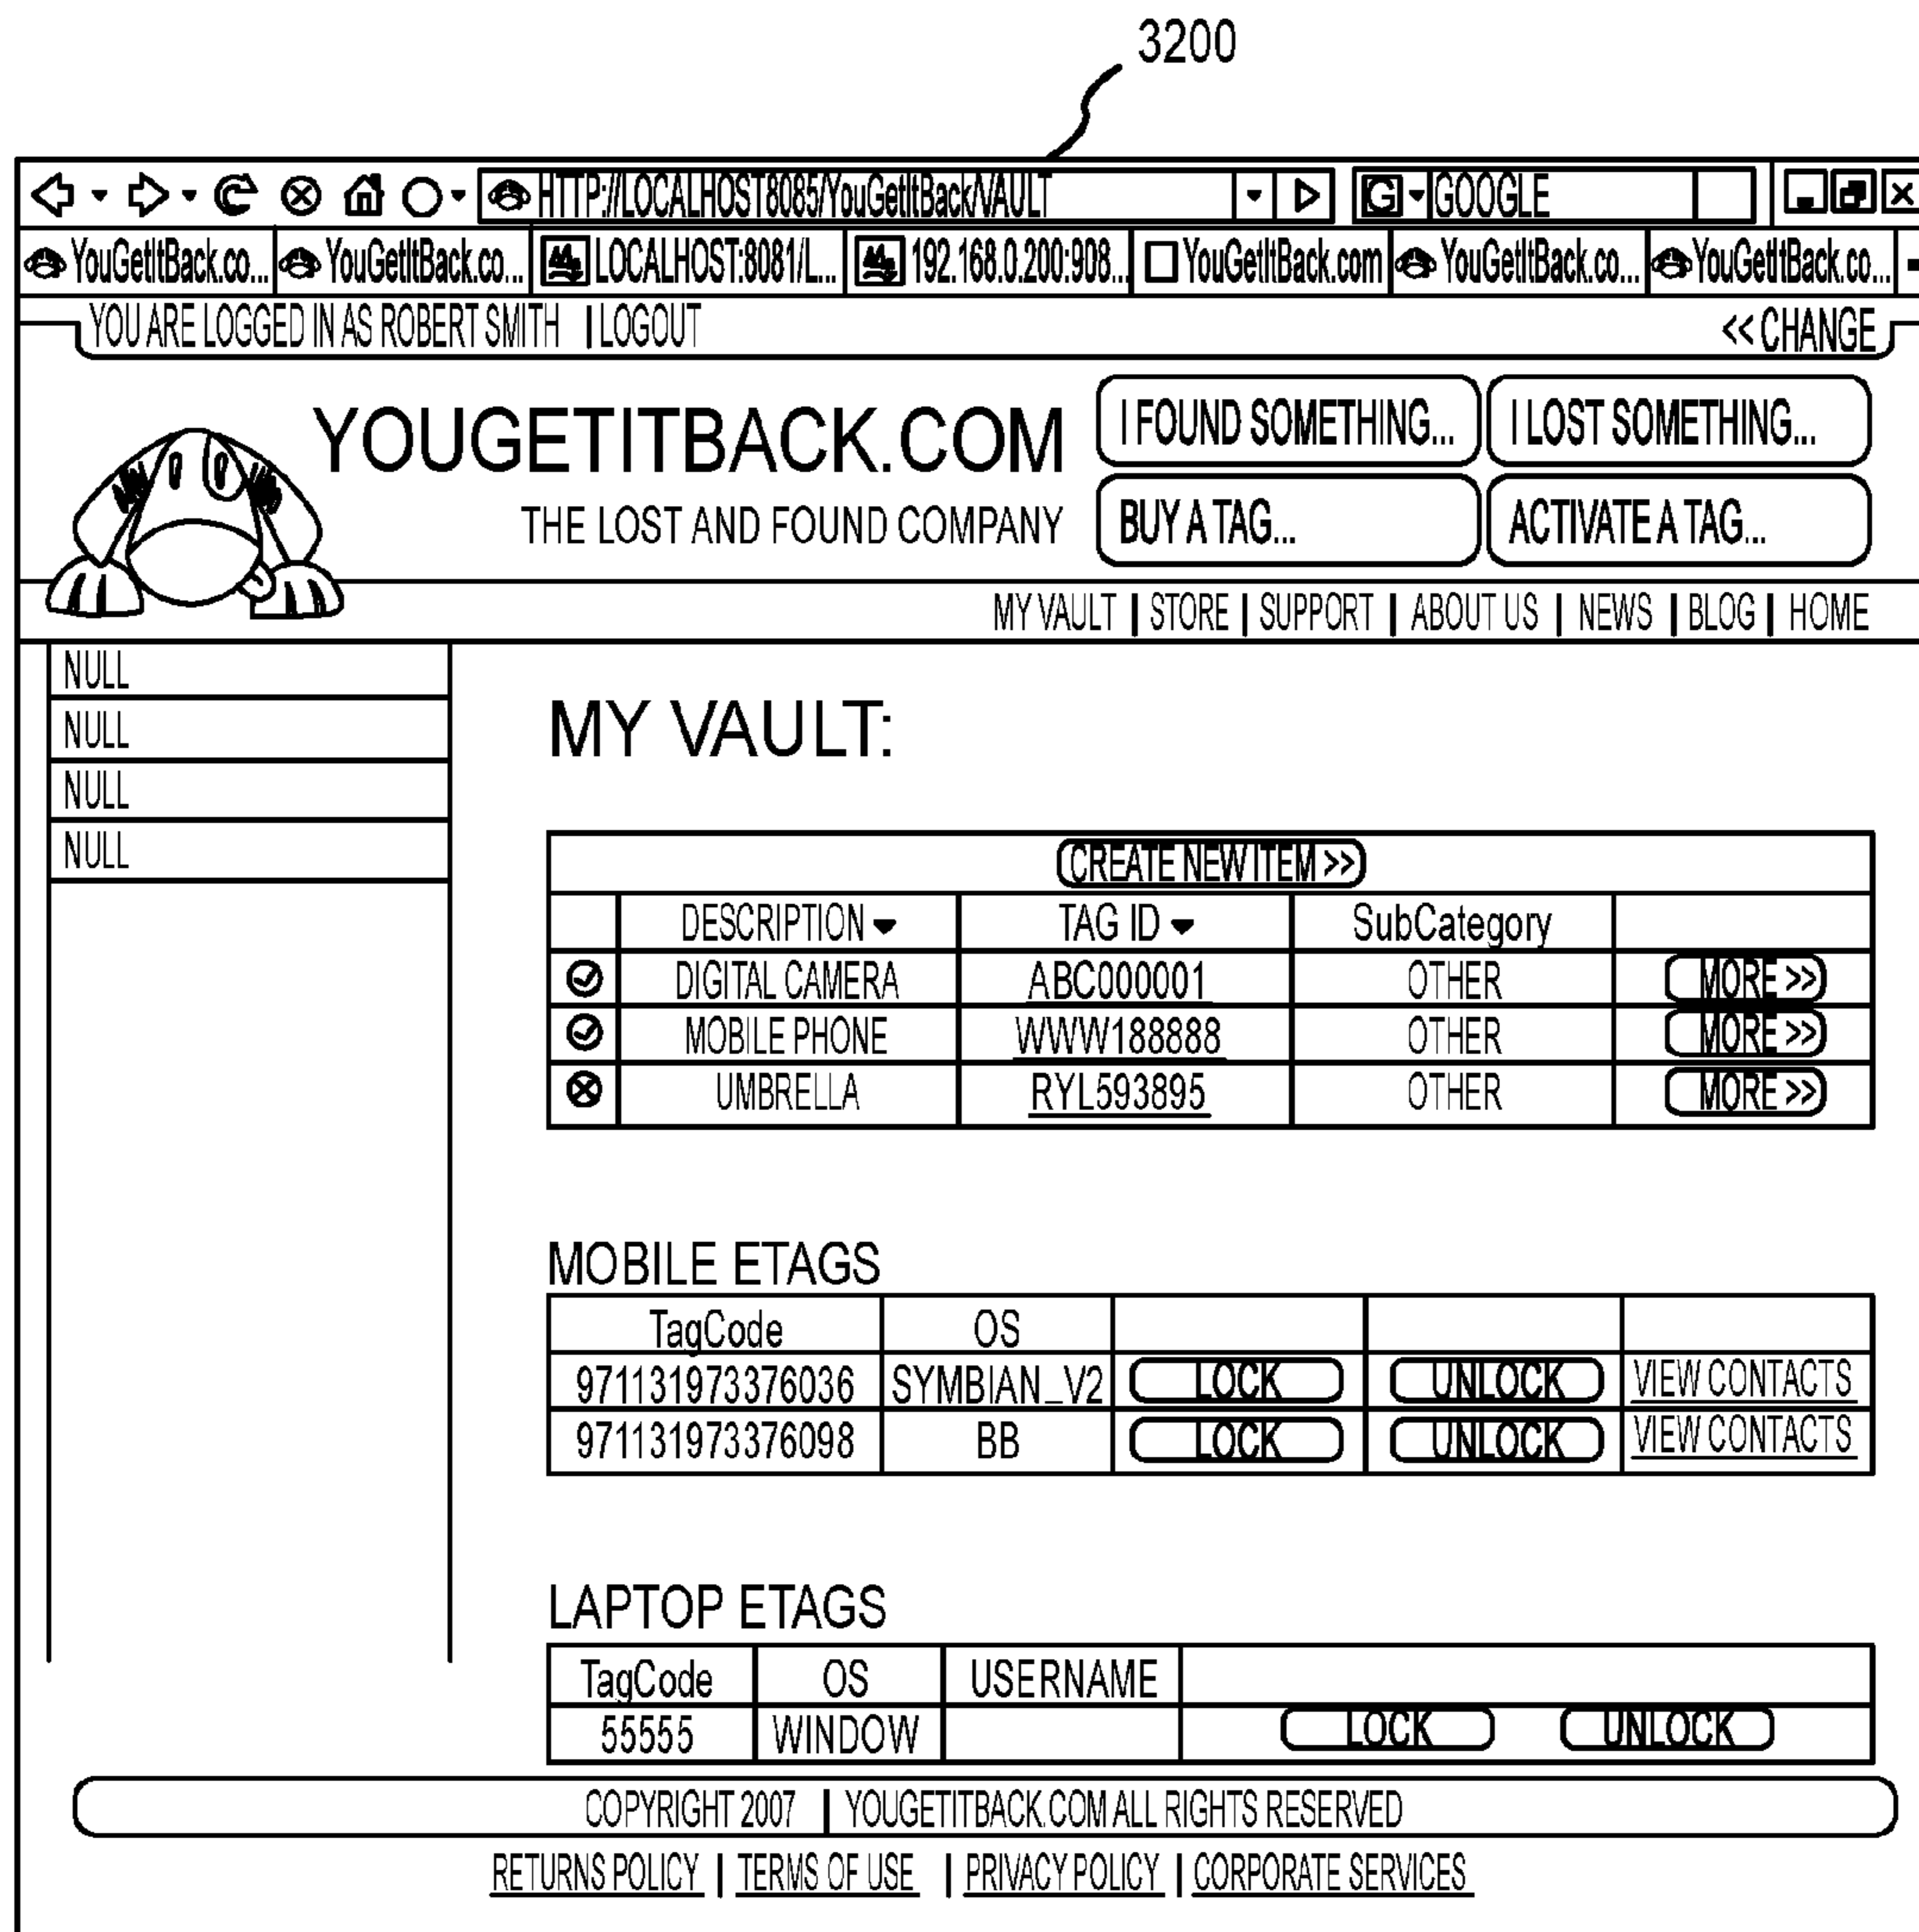 3200
HTTP://LOCALHOST8085/YouGetItBack/VAULT GOOGLE
YouGetItBack.co... YouGetItBack.co... LOCALHOST:8081/L... 192.168.0.200:908... YouGetItBack.com YouGetItBack.co... YouGetItBack.co...
YOU ARE LOGGED IN AS ROBERT SMITH | LOGOUT << CHANGE
YOUGETITBACK.COM
THE LOST AND FOUND COMPANY
I FOUND SOMETHING... I LOST SOMETHING...
BUY A TAG... ACTIVATE A TAG...
MY VAULT | STORE | SUPPORT | ABOUT US | NEWS | BLOG | HOME
NULL
NULL
NULL
NULL
MY VAULT:
CREATE NEW ITEM >>
DESCRIPTION TAG ID SubCategory
DIGITAL CAMERA ABC000001 OTHER MORE >>
MOBILE PHONE WWW188888 OTHER MORE >>
UMBRELLA RYL593895 OTHER MORE >>
MOBILE ETAGS
TagCode OS
971131973376036 SYMBIAN_V2 LOCK UNLOCK VIEW CONTACTS
971131973376098 BB LOCK UNLOCK VIEW CONTACTS
LAPTOP ETAGS
TagCode OS USERNAME
55555 WINDOW LOCK UNLOCK
COPYRIGHT 2007 | YOUGETITBACK.COM ALL RIGHTS RESERVED
RETURNS POLICY | TERMS OF USE | PRIVACY POLICY | CORPORATE SERVICES